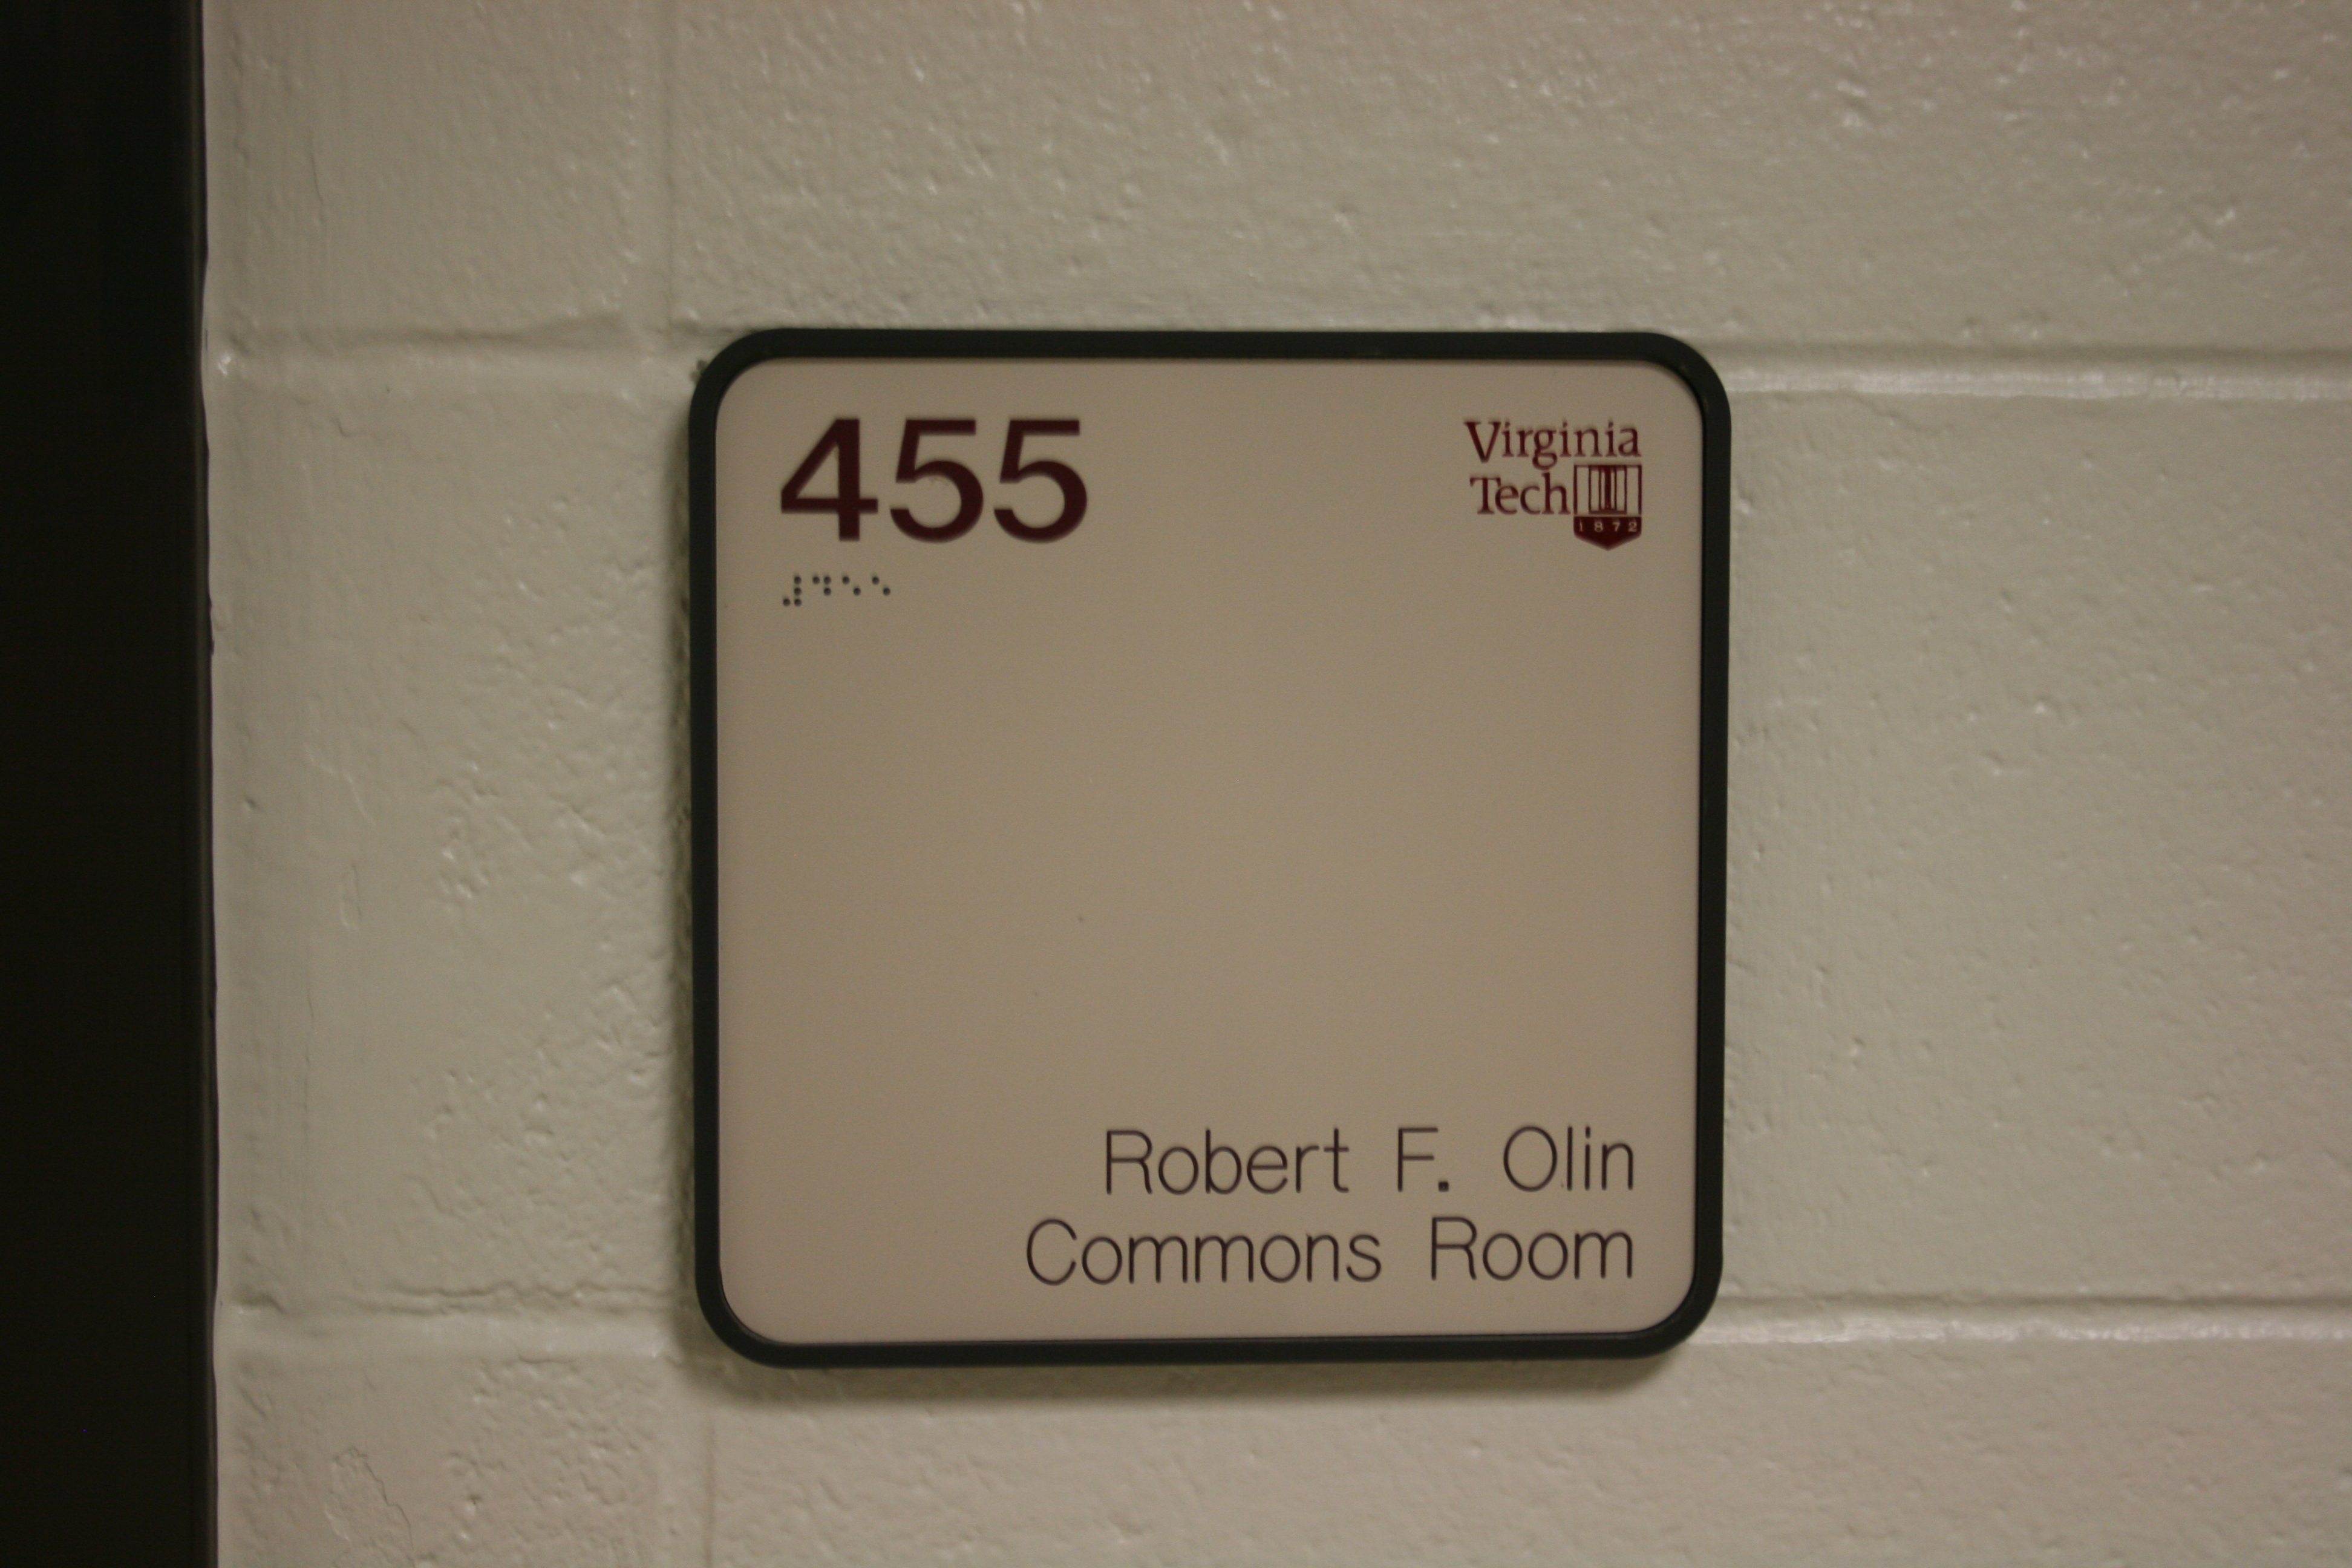 455
Virginia
Tech
1872
⠼⠙⠑⠑
Robert F. Olin
Commons Room